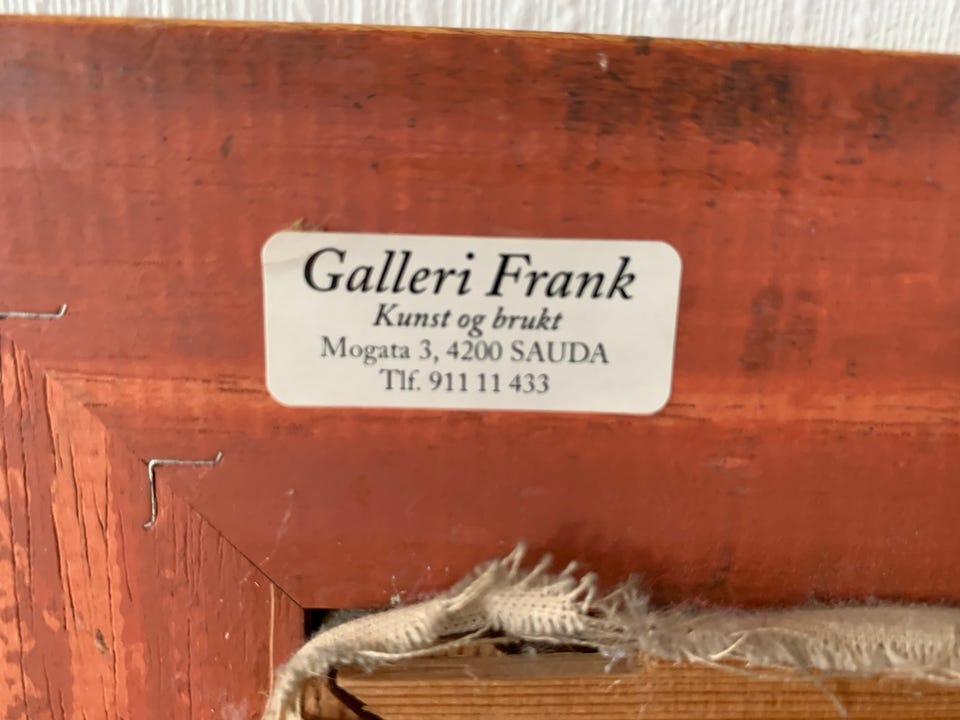 Galleri Frank
Kunst og brukt
Mogata 3, 4200 SAUDA
Tlf. 911 11 433